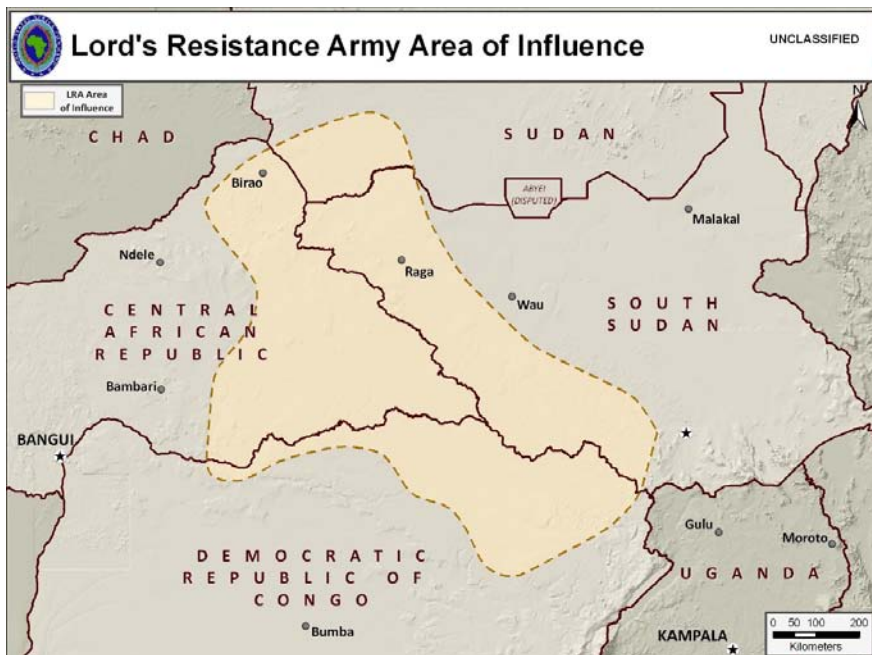 Lord's Resistance Army Area of Influence
UNCLASSIFIED
LRA Area
of Influence
N
CHAD
SUDAN
Birao
ABYEI
(DISPUTED)
Malakal
Ndele
Raga
Wau
CENTRAL
AFRICAN
REPUBLIC
SOUTH
SUDAN
Bambari
BANGUI
Gulu
Moroto
DEMOCRATIC
REPUBLIC OF
CONGO
UGANDA
Bumba
KAMPALA
0 50 100 200
Kilometers